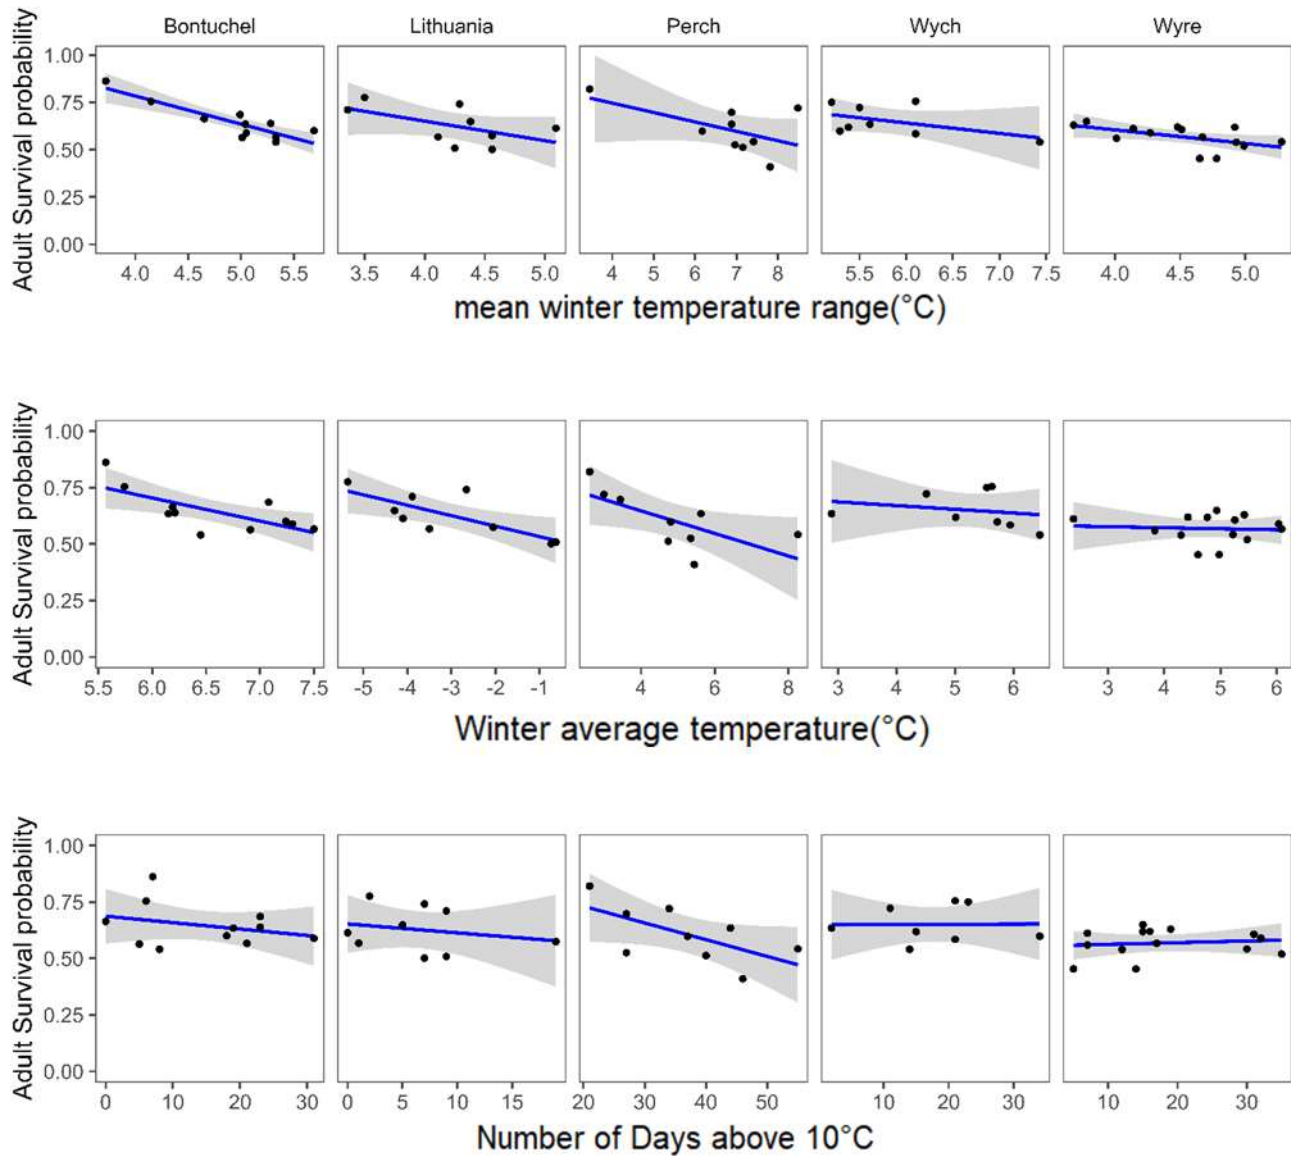 Bontuchel Lithuania Perch Wych Wyre
Adult Survival probability
1.00
0.75
0.50
0.25
0.00
4.0 4.5 5.0 5.5 3.5 4.0 4.5 5.0 4 5 6 7 8 5.5 6.0 6.5 7.0 7.5 4.0 4.5 5.0
mean winter temperature range(°C)
Adult Survival probability
1.00
0.75
0.50
0.25
0.00
5.5 6.0 6.5 7.0 7.5 -5 -4 -3 -2 -1 4 6 8 3 4 5 6 3 4 5 6
Winter average temperature(°C)
Adult Survival probability
1.00
0.75
0.50
0.25
0.00
0 10 20 30 0 5 10 15 20 30 40 50 10 20 30 10 20 30
Number of Days above 10°C